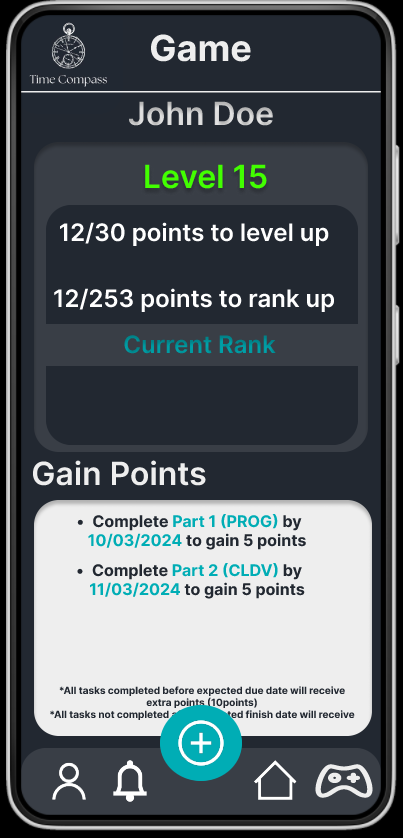 Game
Time Compass
John Doe
Level 15
12/30 points to level up
12/253 points to rank up
Current Rank
Gain Points
• Complete Part 1 (PROG) by
10/03/2024 to gain 5 points
• Complete Part 2 (CLDV) by
11/03/2024 to gain 5 points
*All tasks completed before expected due date will receive
extra points (10points)
*All tasks not completed finish date will receive